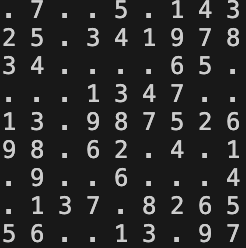 . 7 . . 5 . 1 4 3
2 5 . 3 4 1 9 7 8
3 4 . . . . 6 5 .
. . . 1 3 4 7 . .
1 3 . 9 8 7 5 2 6
9 8 . 6 2 . 4 . 1
. 9 . . 6 . . . 4
. 1 3 7 . 8 2 6 5
5 6 . . 1 3 . 9 7